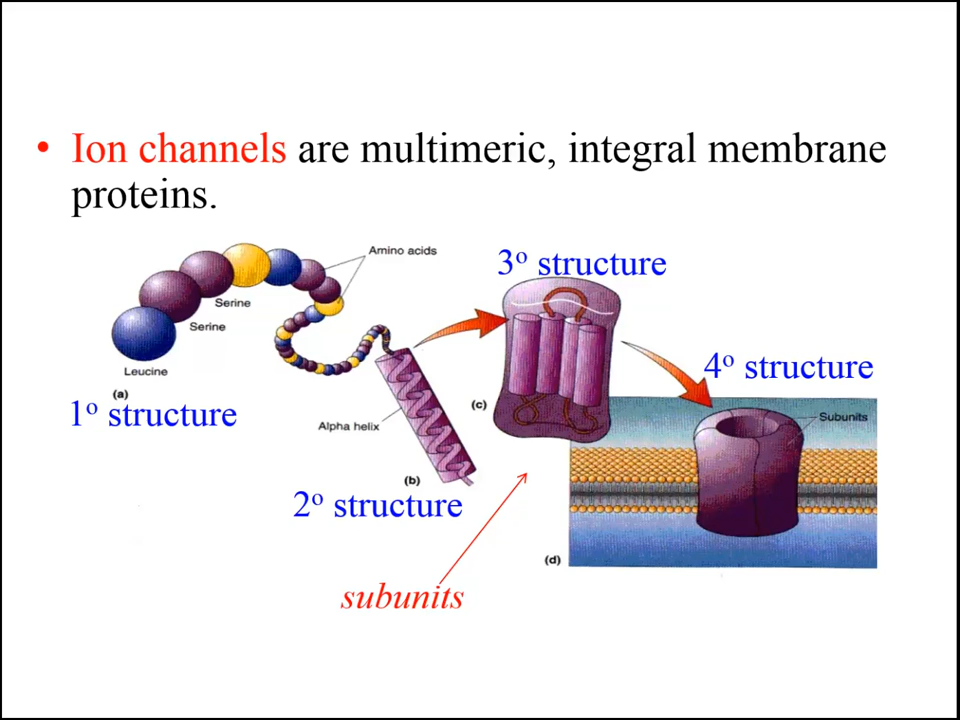 • Ion channels are multimeric, integral membrane
proteins.
Amino acids
3o structure
Serine
Serine
Leucine
(a)
1o structure
4o structure
(c)
Subunits
Alpha helix
(b)
2o structure
(d)
subunits